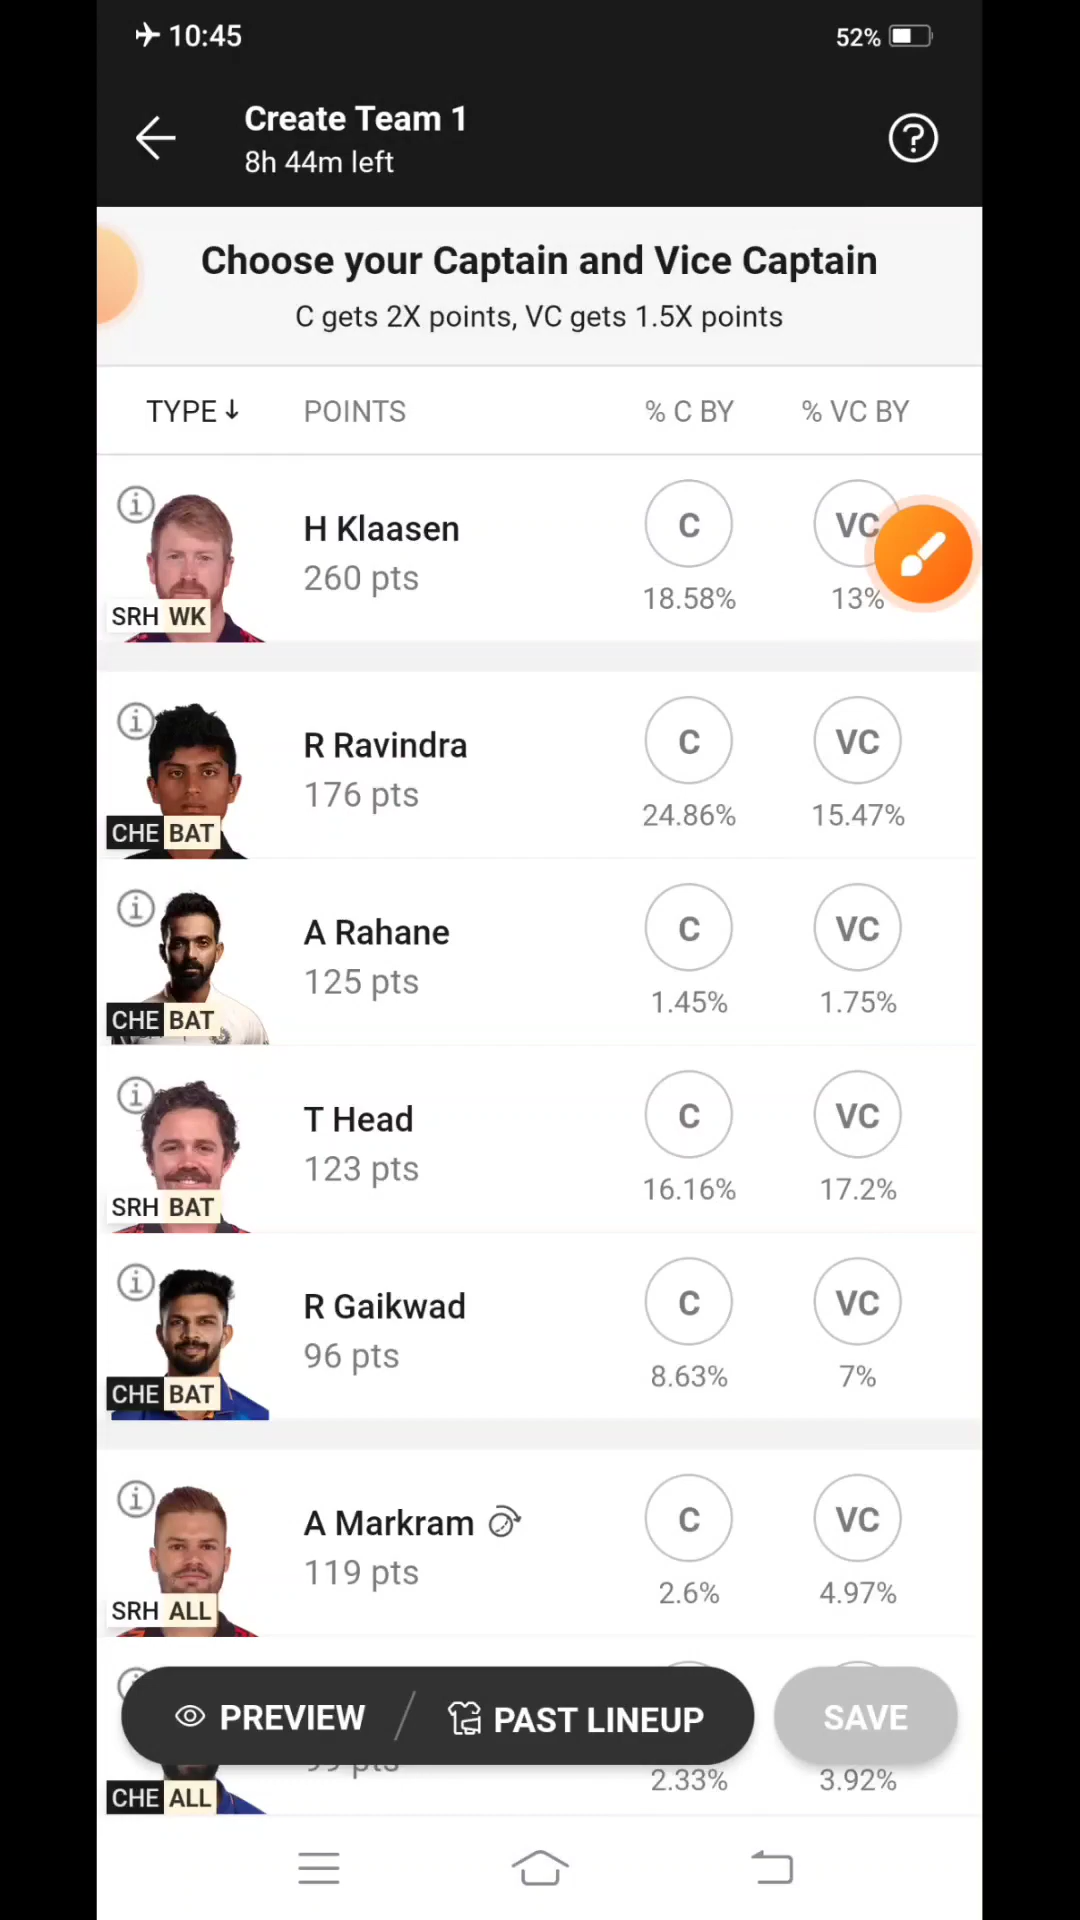 10:45
52%
Create Team 1
8h 44m left
Choose your Captain and Vice Captain
C gets 2X points, VC gets 1.5X points
TYPE POINTS % C BY % VC BY
H Klaasen C VC
260 pts 18.58% 13%
SRH WK
R Ravindra C VC
176 pts 24.86% 15.47%
CHE BAT
A Rahane C VC
125 pts 1.45% 1.75%
CHE BAT
T Head C VC
123 pts 16.16% 17.2%
SRH BAT
R Gaikwad C VC
96 pts 8.63% 7%
CHE BAT
A Markram C VC
119 pts 2.6% 4.97%
SRH ALL
PREVIEW / PAST LINEUP SAVE
pts 2.33% 3.92%
CHE ALL